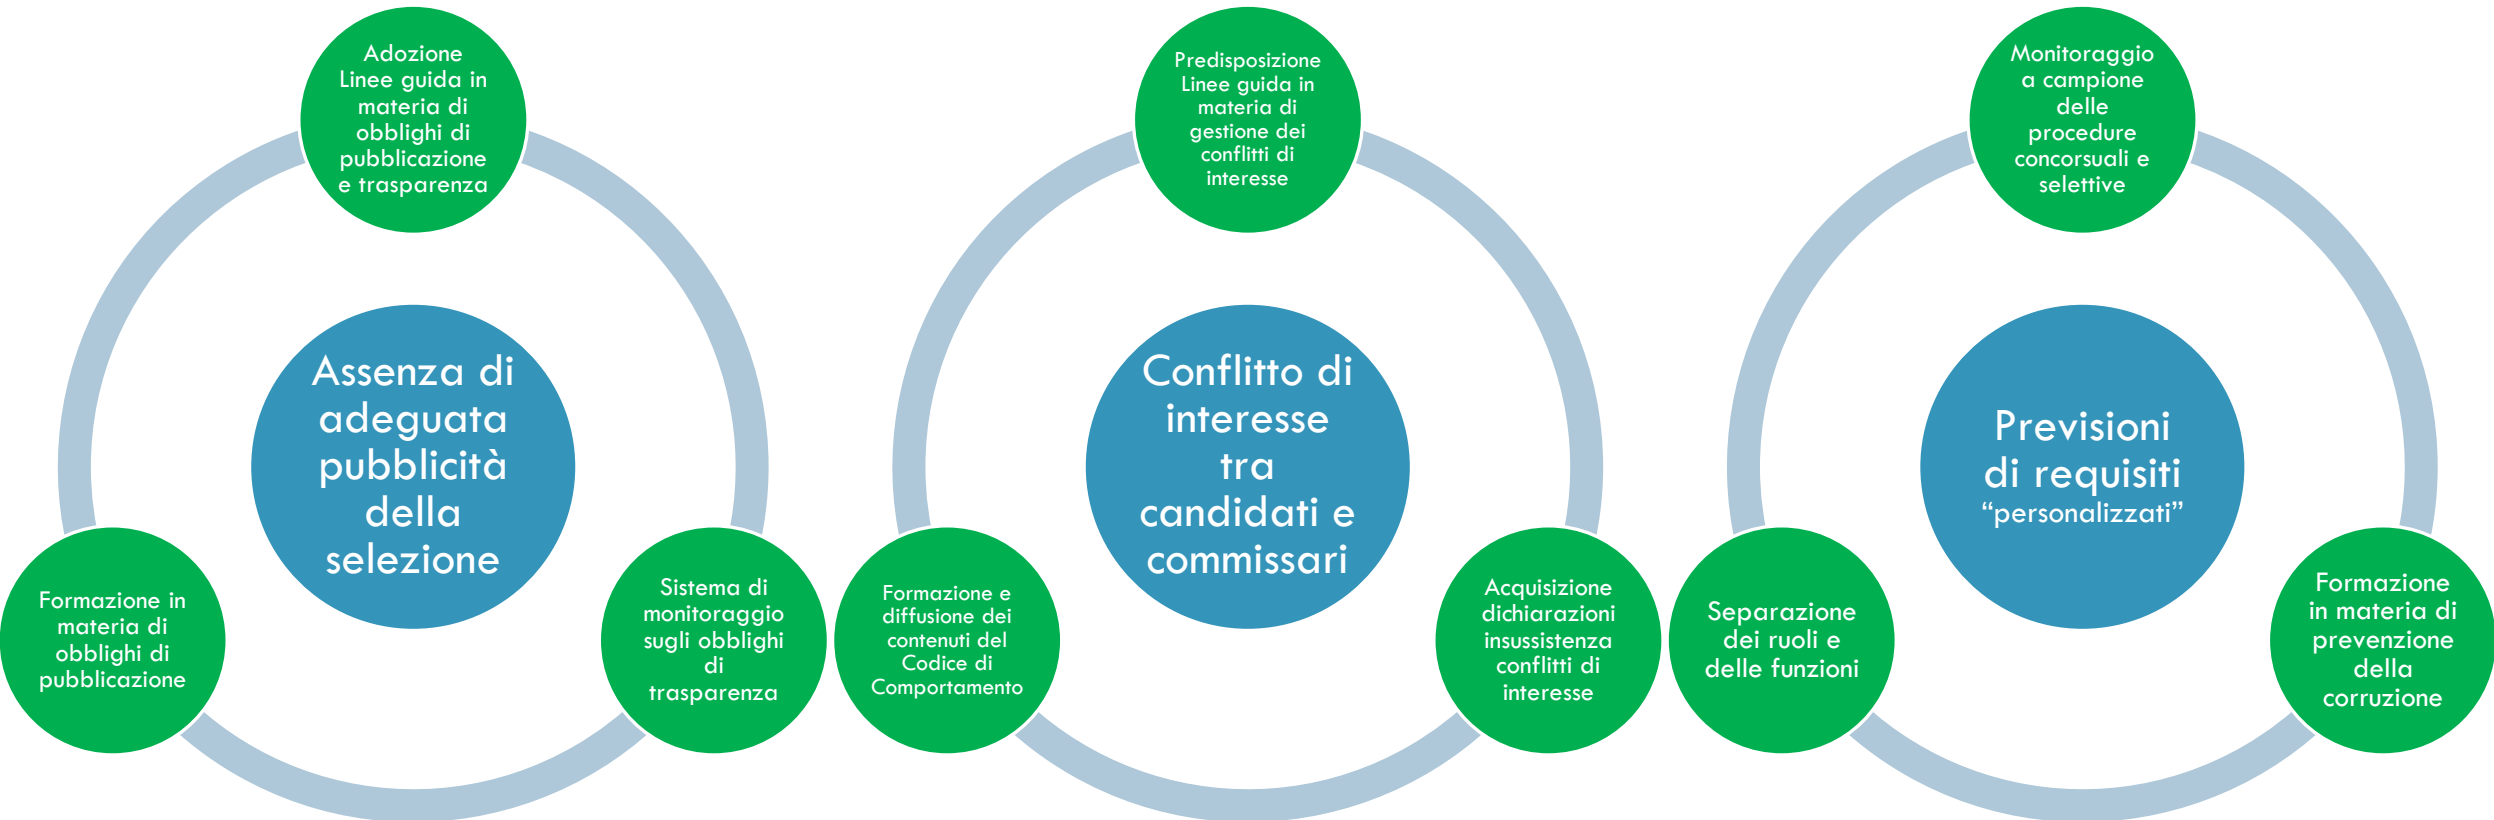 Adozione
Linee guida in
materia di
obblighi di
pubblicazione
e trasparenza
Assenza di
adeguata
pubblicità
della
selezione
Formazione in
materia di
obblighi di
pubblicazione
Sistema di
monitoraggio
sugli obblighi
di
trasparenza
Predisposizione
Linee guida in
materia di
gestione dei
conflitti di
interesse
Conflitto di
interesse
tra
candidati e
commissari
Formazione e
diffusione dei
contenuti del
Codice di
Comportamento
Acquisizione
dichiarazioni
insussistenza
conflitti di
interesse
Monitoraggio
a campione
delle
procedure
concorsuali e
selettive
Previsioni
di requisiti
“personalizzati”
Separazione
dei ruoli e
delle funzioni
Formazione
in materia di
prevenzione
della
corruzione